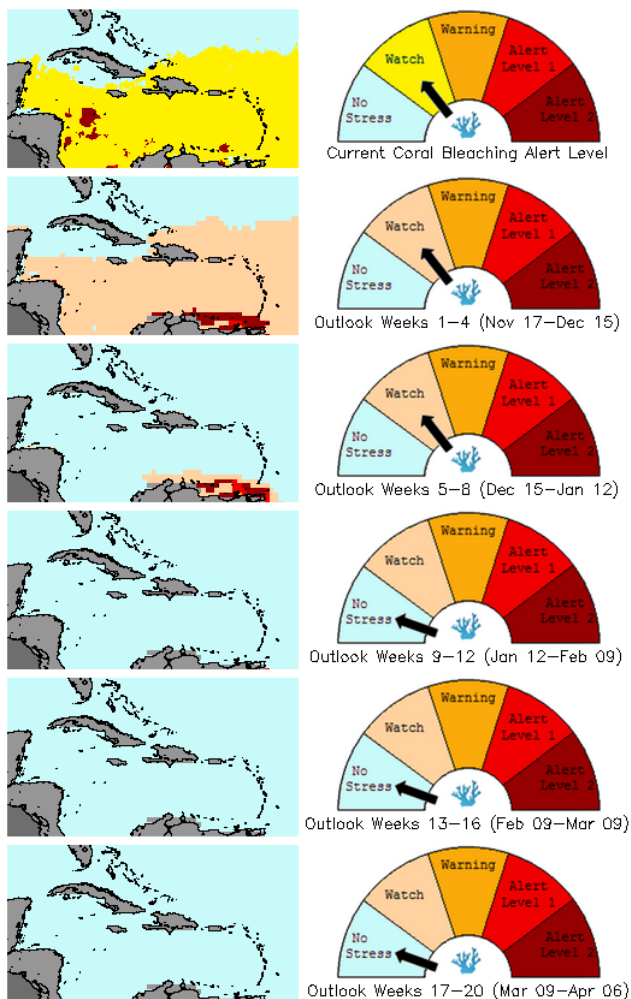 Warning
Watch
Alert
Level 1
No
Stress
Alert
Level 2
Current Coral Bleaching Alert Level
Warning
Watch
Alert
Level 1
No
Stress
Alert
Level 2
Outlook Weeks 1-4 (Nov 17-Dec 15)
Warning
Watch
Alert
Level 1
No
Stress
Alert
Level 2
Outlook Weeks 5-8 (Dec 15-Jan 12)
Warning
Watch
Alert
Level 1
No
Stress
Alert
Level 2
Outlook Weeks 9-12 (Jan 12-Feb 09)
Warning
Watch
Alert
Level 1
No
Stress
Alert
Level 2
Outlook Weeks 13-16 (Feb 09-Mar 09)
Warning
Watch
Alert
Level 1
No
Stress
Alert
Level 2
Outlook Weeks 17-20 (Mar 09-Apr 06)